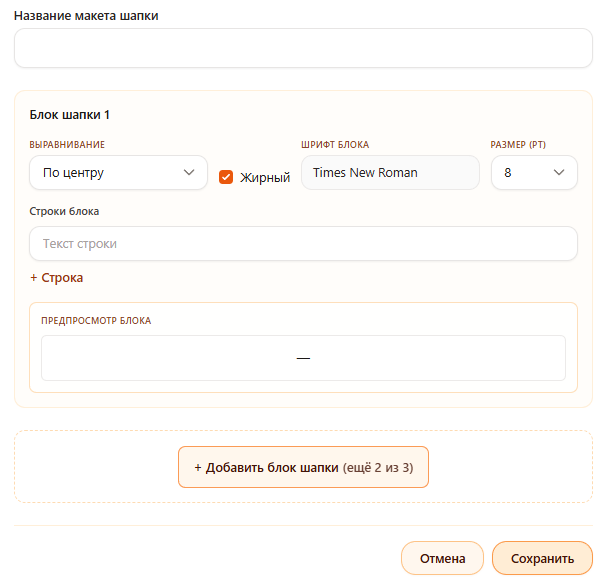 Название макета шапки
Блок шапки 1
ВЫРАВНИВАНИЕ
ШРИФТ БЛОКА
РАЗМЕР (PT)
По центру
Жирный
Times New Roman
8
Строки блока
Текст строки
+ Строка
ПРЕДПРОСМОТР БЛОКА
—
+ Добавить блок шапки (ещё 2 из 3)
Отмена
Сохранить